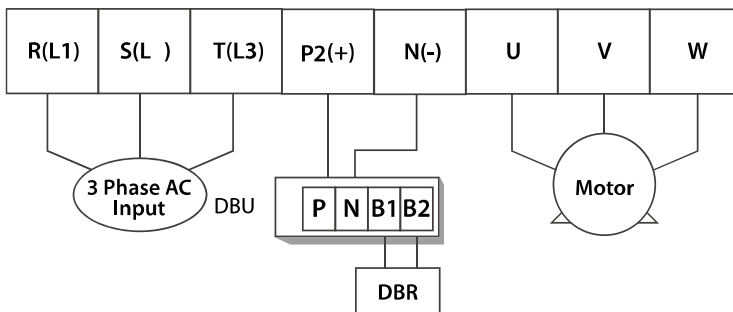 R(L1) S(L ) T(L3) P2(+) N(-) U V W
3 Phase AC
Input
DBU
P N B1 B2
Motor
DBR